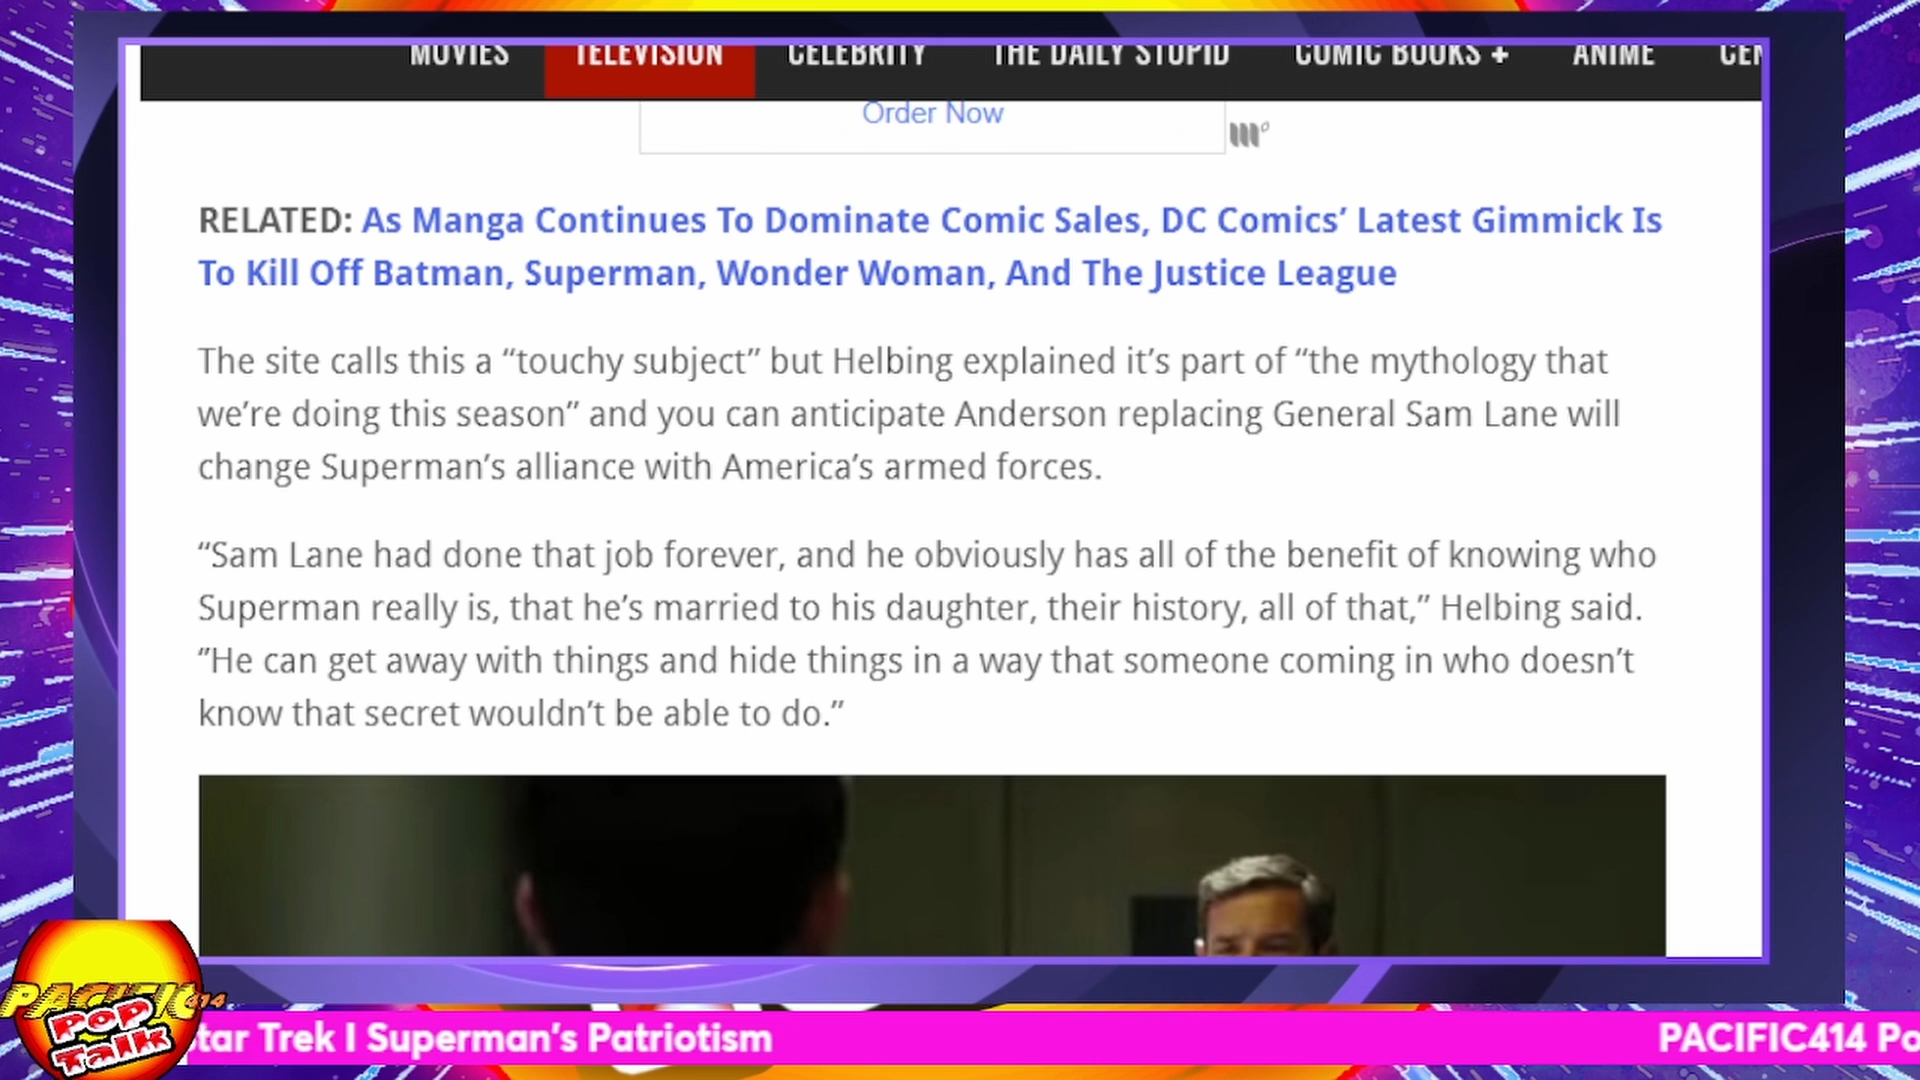 MOVIES TELEVISION CELEBRITY THE DAILY STUPID COMIC BOOKS + ANIME
Order Now
RELATED: As Manga Continues To Dominate Comic Sales, DC Comics’ Latest Gimmick Is
To Kill Off Batman, Superman, Wonder Woman, And The Justice League
The site calls this a “touchy subject” but Helbing explained it’s part of “the mythology that
we’re doing this season” and you can anticipate Anderson replacing General Sam Lane will
change Superman’s alliance with America’s armed forces.
“Sam Lane had done that job forever, and he obviously has all of the benefit of knowing who
Superman really is, that he’s married to his daughter, their history, all of that,” Helbing said.
”He can get away with things and hide things in a way that someone coming in who doesn’t
know that secret wouldn’t be able to do.”
PACIFIC414
POP
Talk
tar Trek I Superman’s Patriotism
PACIFIC414 Po